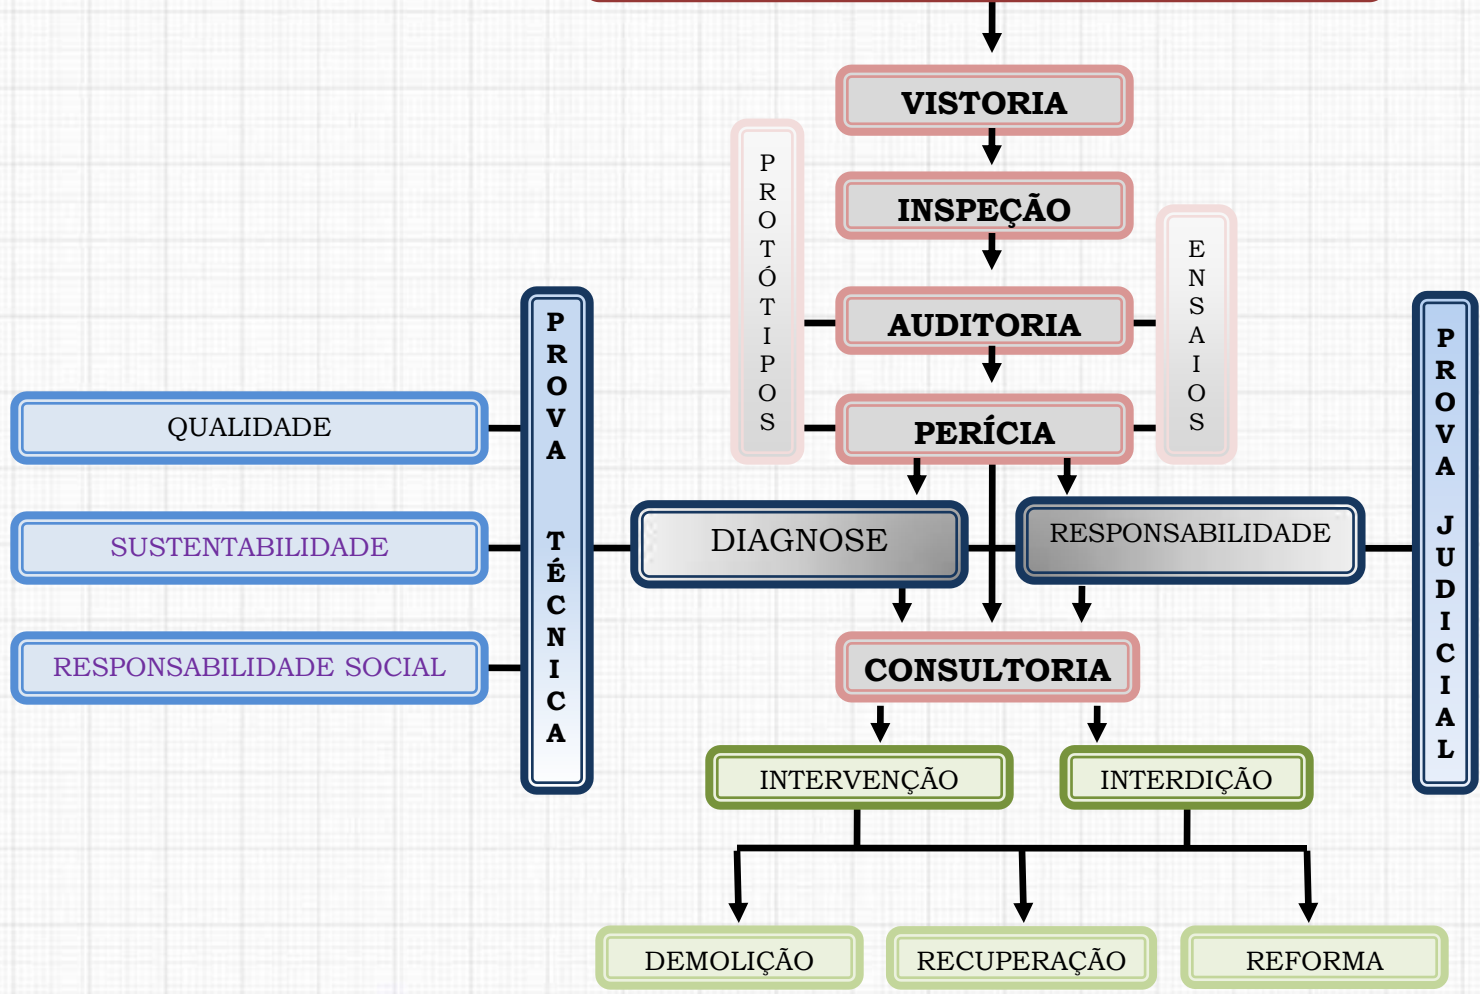 VISTORIA
PROTÓTIPOS
INSPEÇÃO
ENSAIOS
AUDITORIA
PERÍCIA
PROVA TÉCNICA
PROVA JUDICIAL
QUALIDADE
SUSTENTABILIDADE
RESPONSABILIDADE SOCIAL
DIAGNOSE
RESPONSABILIDADE
CONSULTORIA
INTERVENÇÃO
INTERDIÇÃO
DEMOLIÇÃO
RECUPERAÇÃO
REFORMA